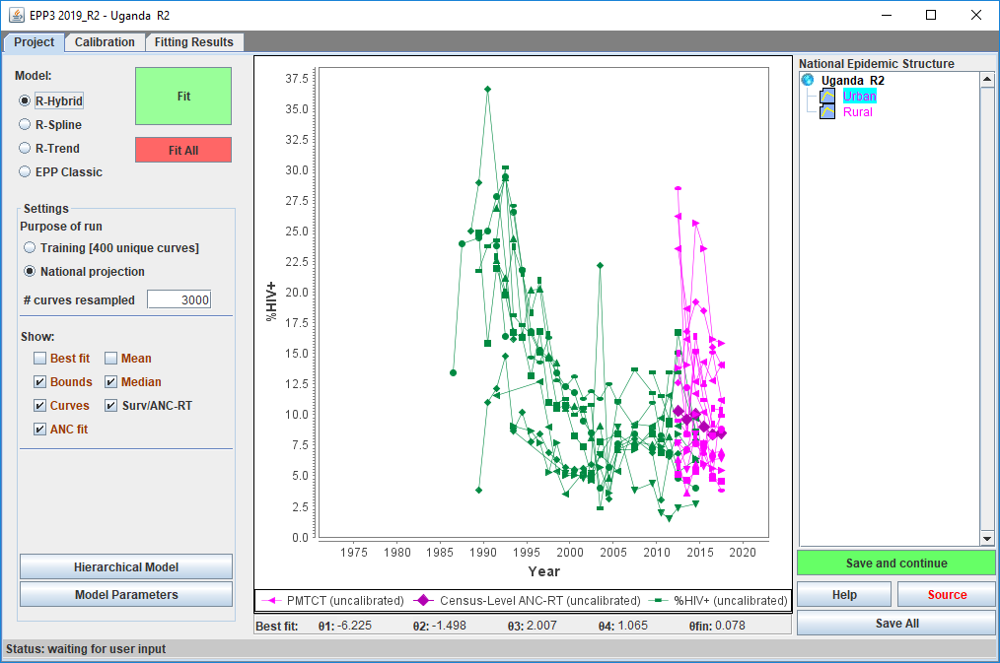 EPP3 2019_R2 - Uganda R2
Project
Calibration
Fitting Results
Model:
R-Hybrid
R-Spline
R-Trend
EPP Classic
Fit
Fit All
Settings
Purpose of run
Training [400 unique curves]
National projection
# curves resampled 3000
Show:
Best fit
Mean
Bounds
Median
Curves
Surv/ANC-RT
ANC fit
Hierarchical Model
Model Parameters
%HIV+
37.5
35.0
32.5
30.0
27.5
25.0
22.5
20.0
17.5
15.0
12.5
10.0
7.5
5.0
2.5
0.0
1975 1980 1985 1990 1995 2000 2005 2010 2015 2020
Year
PMTCT (uncalibrated) Census-Level ANC-RT (uncalibrated) %HIV+ (uncalibrated)
Best fit: θ1: -6.225 θ2: -1.498 θ3: 2.007 θ4: 1.065 θfin: 0.078
National Epidemic Structure
Uganda R2
Urban
Rural
Save and continue
Help
Source
Save All
Status: waiting for user input